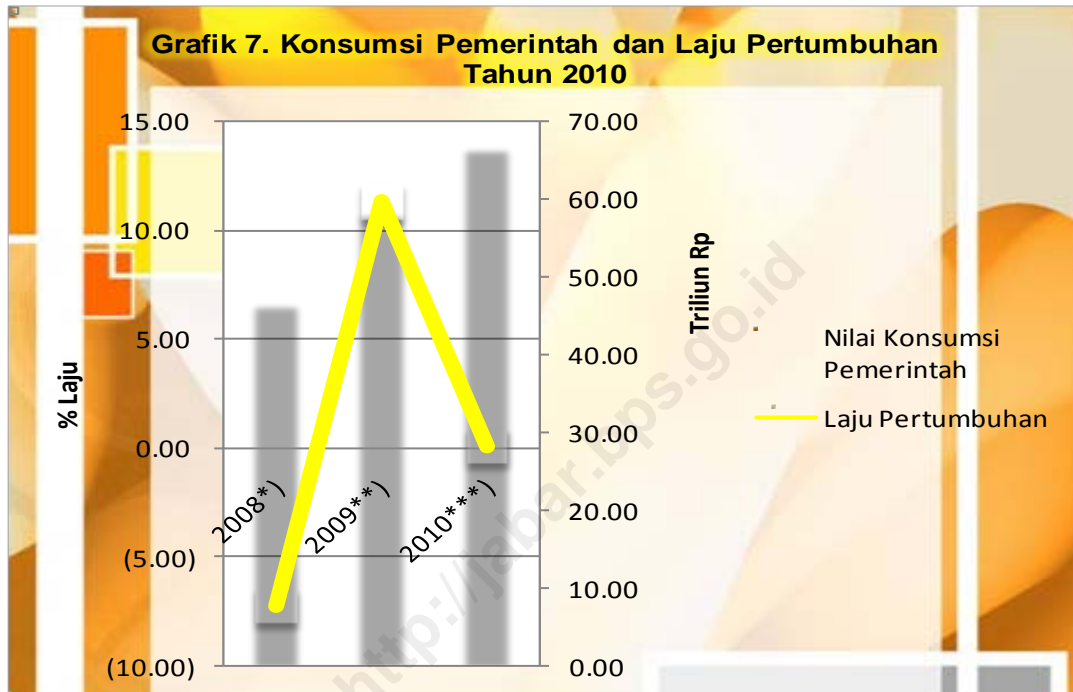 Grafik 7. Konsumsi Pemerintah dan Laju Pertumbuhan
Tahun 2010
15.00
10.00
5.00
0.00
(5.00)
(10.00)
% Laju
2008*)
2009**)
2010***)
70.00
60.00
50.00
40.00
30.00
20.00
10.00
0.00
Triliun Rp
Nilai Konsumsi
Pemerintah
Laju Pertumbuhan
http://jabar.bps.go.id